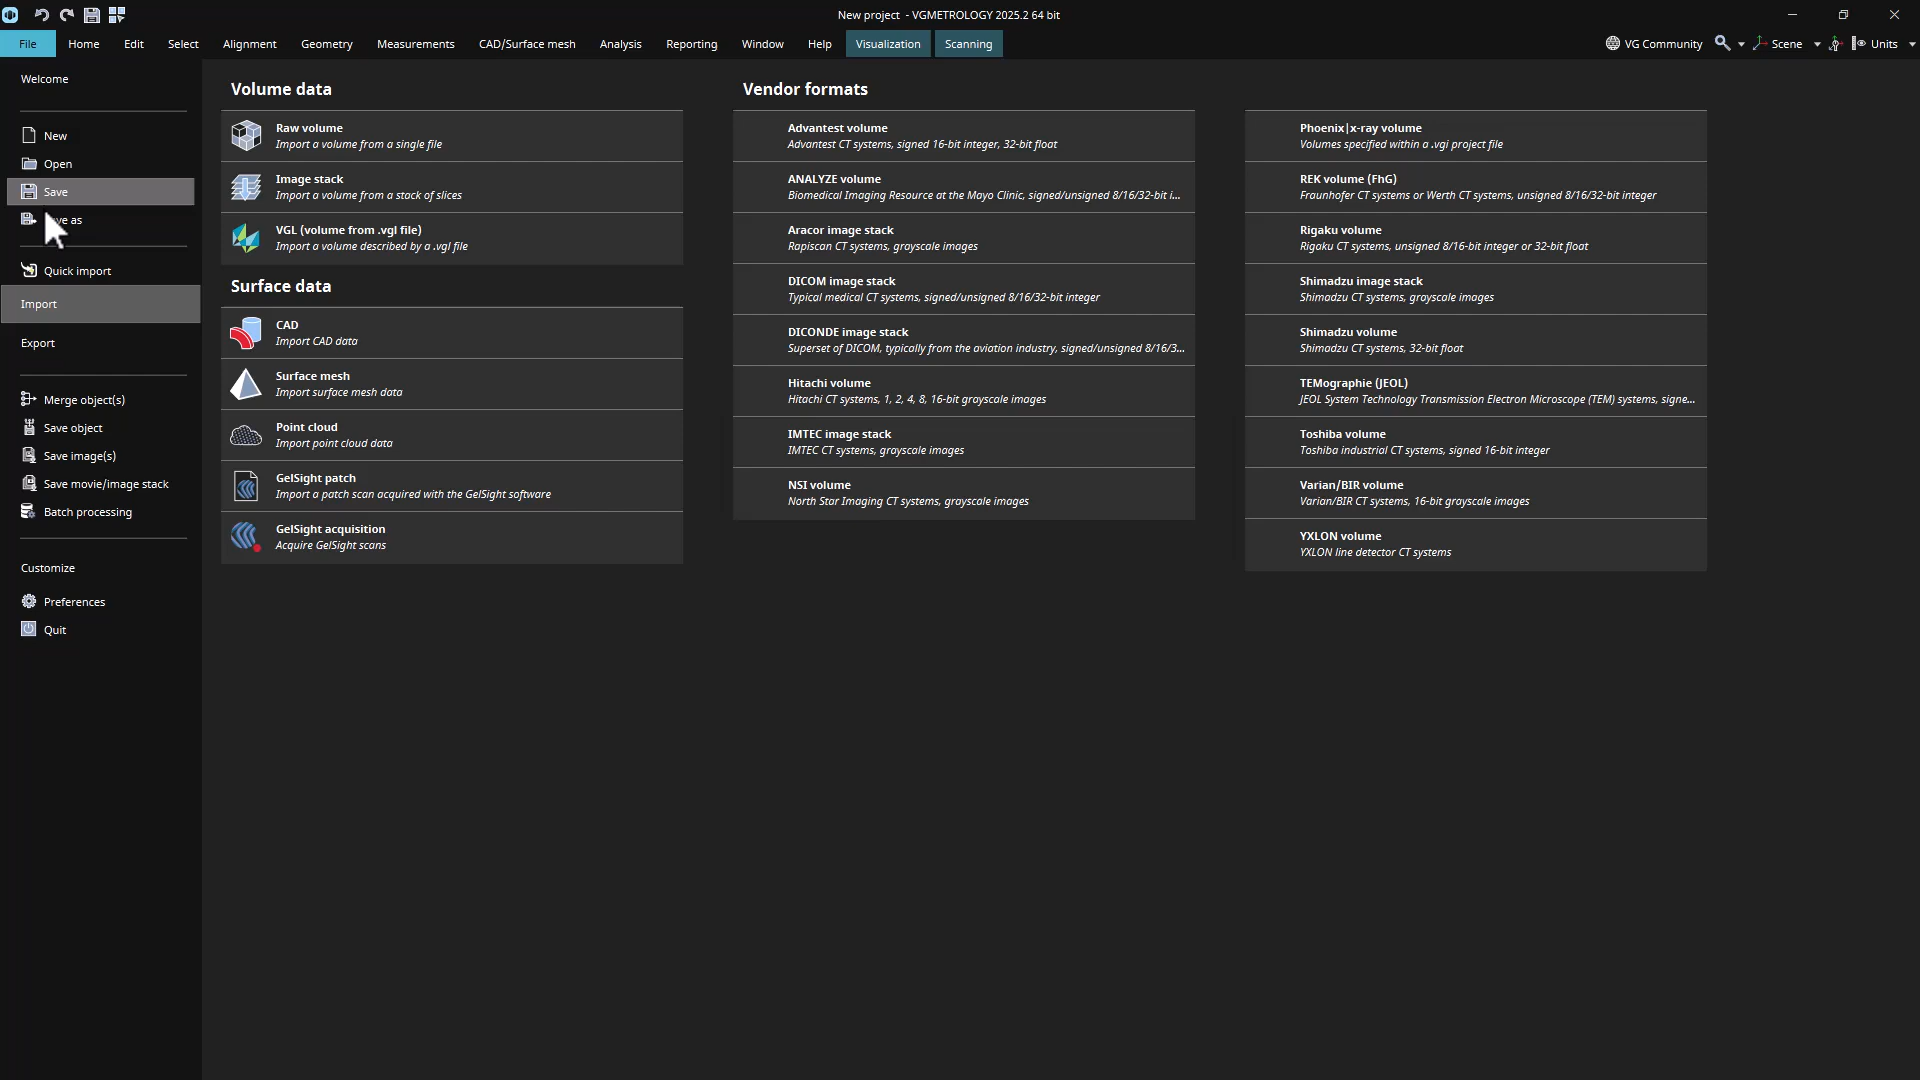 New project - VGMETROLOGY 2025.2 64 bit
File Home Edit Select Alignment Geometry Measurements CAD/Surface mesh Analysis Reporting Window Help Visualization Scanning VG Community Scene Units
Welcome
New
Open
Save
ve as
Quick import
Import
Export
Merge object(s)
Save object
Save image(s)
Save movie/image stack
Batch processing
Customize
Preferences
Quit
Volume data
Raw volume
Import a volume from a single file
Image stack
Import a volume from a stack of slices
VGL (volume from .vgl file)
Import a volume described by a .vgl file
Surface data
CAD
Import CAD data
Surface mesh
Import surface mesh data
Point cloud
Import point cloud data
GelSight patch
Import a patch scan acquired with the GelSight software
GelSight acquisition
Acquire GelSight scans
Vendor formats
Advantest volume
Advantest CT systems, signed 16-bit integer, 32-bit float
ANALYZE volume
Biomedical Imaging Resource at the Mayo Clinic, signed/unsigned 8/16/32-bit i...
Aracor image stack
Rapiscan CT systems, grayscale images
DICOM image stack
Typical medical CT systems, signed/unsigned 8/16/32-bit integer
DICONDE image stack
Superset of DICOM, typically from the aviation industry, signed/unsigned 8/16/3...
Hitachi volume
Hitachi CT systems, 1, 2, 4, 8, 16-bit grayscale images
IMTEC image stack
IMTEC CT systems, grayscale images
NSI volume
North Star Imaging CT systems, grayscale images
Phoenix|x-ray volume
Volumes specified within a .vgi project file
REK volume (FhG)
Fraunhofer CT systems or Werth CT systems, unsigned 8/16/32-bit integer
Rigaku volume
Rigaku CT systems, unsigned 8/16-bit integer or 32-bit float
Shimadzu image stack
Shimadzu CT systems, grayscale images
Shimadzu volume
Shimadzu CT systems, 32-bit float
TEMographie (JEOL)
JEOL System Technology Transmission Electron Microscope (TEM) systems, signe...
Toshiba volume
Toshiba industrial CT systems, signed 16-bit integer
Varian/BIR volume
Varian/BIR CT systems, 16-bit grayscale images
YXLON volume
YXLON line detector CT systems